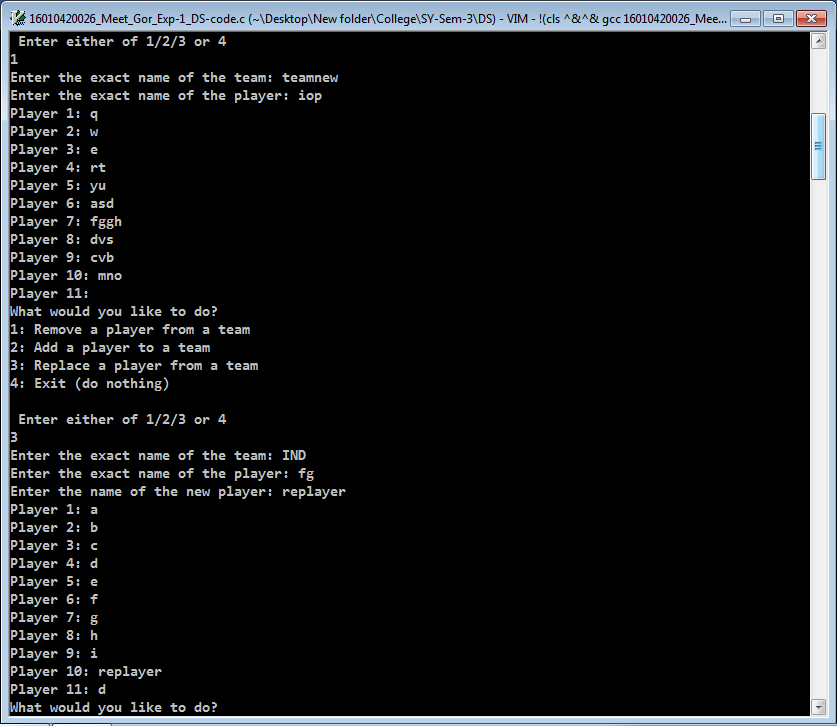 16010420026_Meet_Gor_Exp-1_DS-code.c (~\Desktop\New folder\College\SY-Sem-3\DS) - VIM - !(cls ^&^& gcc 16010420026_Mee...
Enter either of 1/2/3 or 4
1
Enter the exact name of the team: teamnew
Enter the exact name of the player: iop
Player 1: q
Player 2: w
Player 3: e
Player 4: rt
Player 5: yu
Player 6: asd
Player 7: fggh
Player 8: dvs
Player 9: cvb
Player 10: mno
Player 11:
What would you like to do?
1: Remove a player from a team
2: Add a player to a team
3: Replace a player from a team
4: Exit (do nothing)
Enter either of 1/2/3 or 4
3
Enter the exact name of the team: IND
Enter the exact name of the player: fg
Enter the name of the new player: replayer
Player 1: a
Player 2: b
Player 3: c
Player 4: d
Player 5: e
Player 6: f
Player 7: g
Player 8: h
Player 9: i
Player 10: replayer
Player 11: d
What would you like to do?